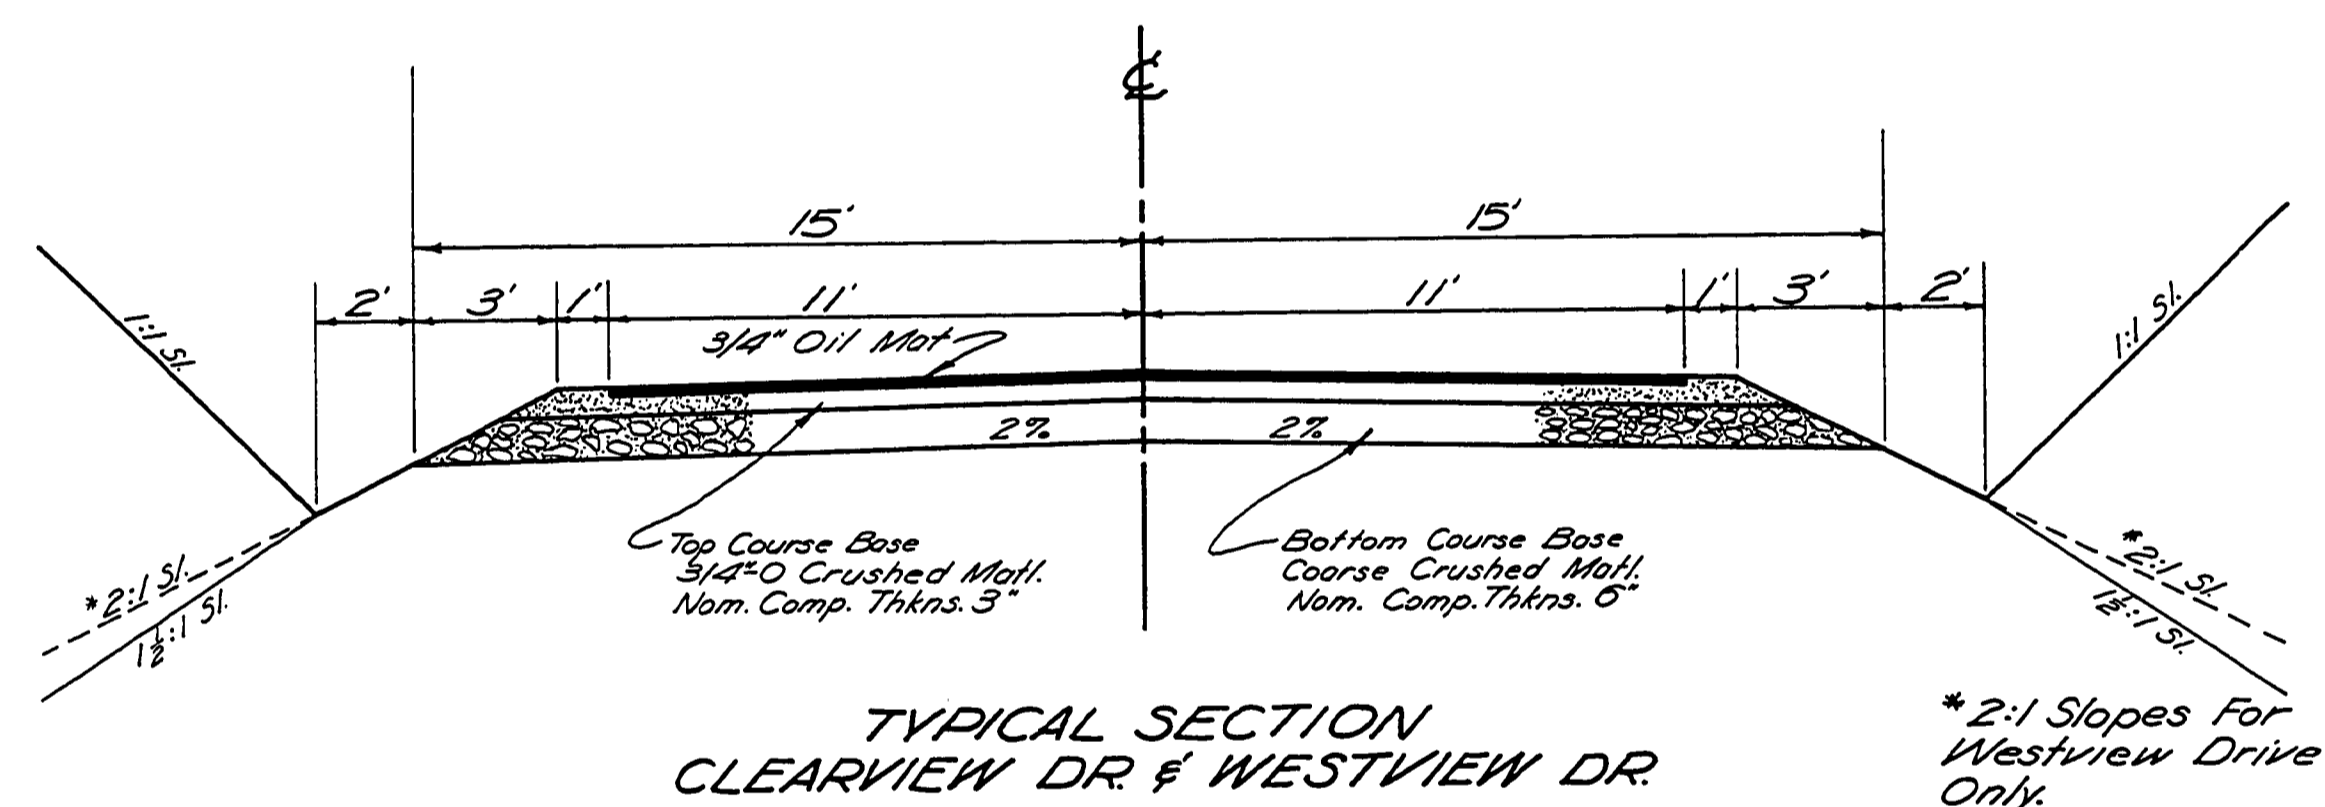 ℄
15' 15'
2' 3' 1' 11' 11' 1' 3' 2'
3/4" Oil Mat
1:1 Sl. 1:1 Sl.
2% 2%
Top Course Base
3/4"-0 Crushed Matl.
Nom. Comp. Thkns. 3"
Bottom Course Base
Coarse Crushed Matl.
Nom. Comp. Thkns. 6"
*2:1 Sl.
1½:1 Sl.
*2:1 Sl.
1½:1 Sl.
TYPICAL SECTION
CLEARVIEW DR. & WESTVIEW DR.
*2:1 Slopes For
Westview Drive
Only.